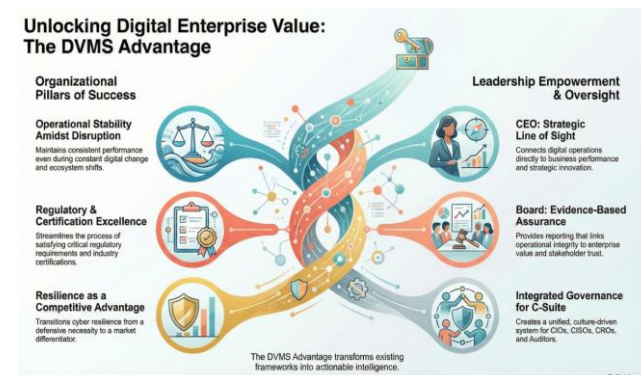 Unlocking Digital Enterprise Value:
The DVMS Advantage
Organizational
Pillars of Success
Operational Stability
Amidst Disruption
Maintains consistent performance
even during constant digital change
and ecosystem shifts.
Regulatory &
Certification Excellence
Streamlines the process of
satisfying critical regulatory
requirements and industry
certifications.
Resilience as a
Competitive Advantage
Transitions cyber resilience from a
defensive necessity to a market
differentiator.
Leadership Empowerment
& Oversight
CEO: Strategic
Line of Sight
Connects digital operations
directly to business performance
and strategic innovation.
Board: Evidence-Based
Assurance
Provides reporting that links
operational integrity to enterprise
value and stakeholder trust.
Integrated Governance
for C-Suite
Creates a unified, culture-driven
system for CIOs, CISOs, CROs,
and Auditors.
The DVMS Advantage transforms existing
frameworks into actionable intelligence.